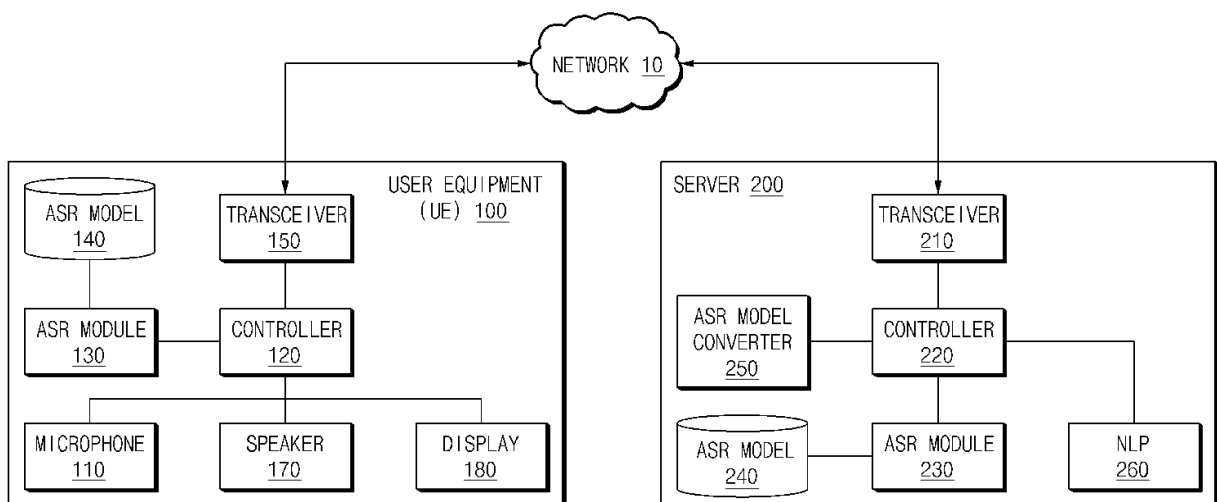 NETWORK 10
USER EQUIPMENT
(UE) 100
ASR MODEL
140
TRANSCEIVER
150
ASR MODULE
130
CONTROLLER
120
MICROPHONE
110
SPEAKER
170
DISPLAY
180
SERVER 200
TRANSCEIVER
210
ASR MODEL
CONVERTER
250
CONTROLLER
220
ASR MODEL
240
ASR MODULE
230
NLP
260